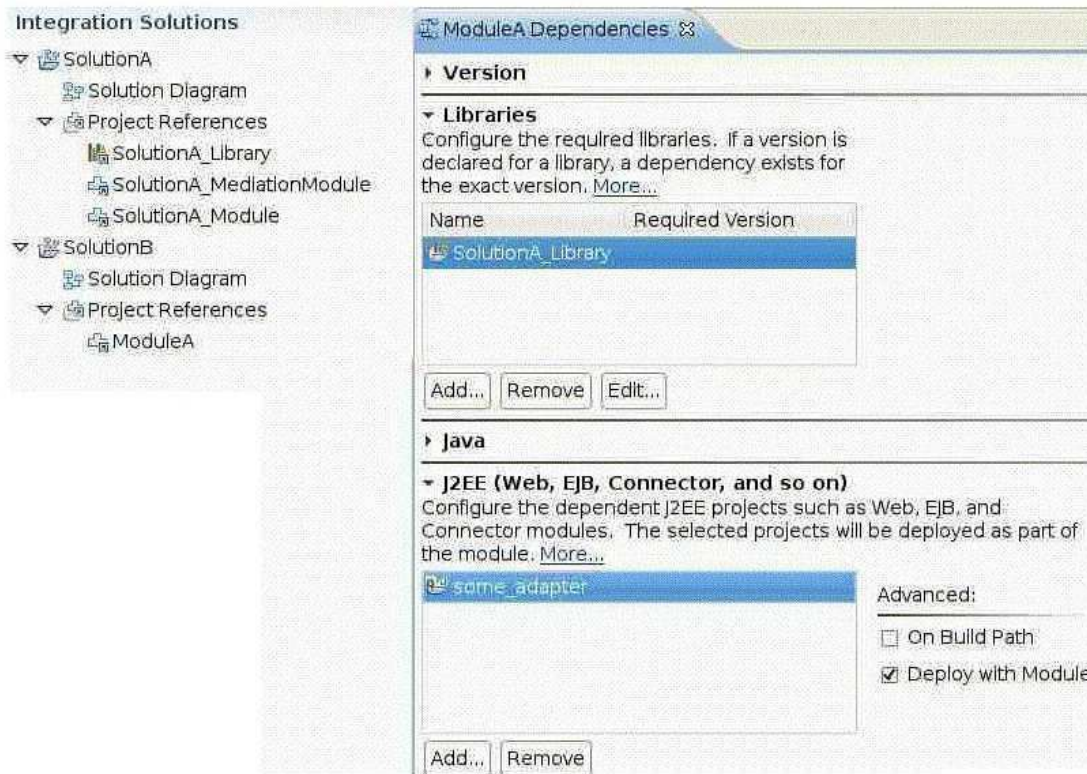 Integration Solutions
SolutionA
Solution Diagram
Project References
SolutionA_Library
SolutionA_MediationModule
SolutionA_Module
SolutionB
Solution Diagram
Project References
ModuleA
ModuleA Dependencies
Version
Libraries
Configure the required libraries. If a version is
declared for a library, a dependency exists for
the exact version. More...
Name Required Version
SolutionA_Library
Add... Remove Edit...
Java
J2EE (Web, EJB, Connector, and so on)
Configure the dependent J2EE projects such as Web, EJB, and
Connector modules. The selected projects will be deployed as part of
the module. More...
some_adapter
Advanced:
On Build Path
Deploy with Module
Add... Remove